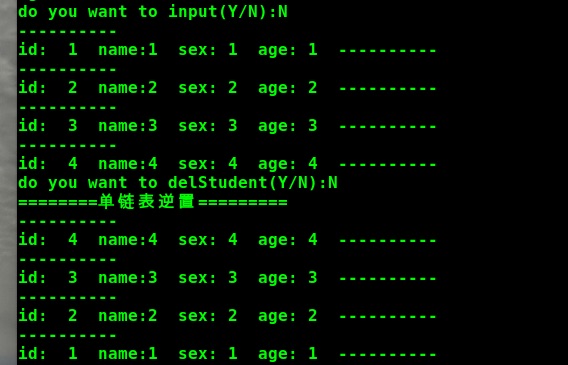 do you want to input(Y/N):N
----------
id:  1  name:1  sex: 1  age: 1  ----------
----------
id:  2  name:2  sex: 2  age: 2  ----------
----------
id:  3  name:3  sex: 3  age: 3  ----------
----------
id:  4  name:4  sex: 4  age: 4  ----------
do you want to delStudent(Y/N):N
========单链表逆置=========
----------
id:  4  name:4  sex: 4  age: 4  ----------
----------
id:  3  name:3  sex: 3  age: 3  ----------
----------
id:  2  name:2  sex: 2  age: 2  ----------
----------
id:  1  name:1  sex: 1  age: 1  ----------